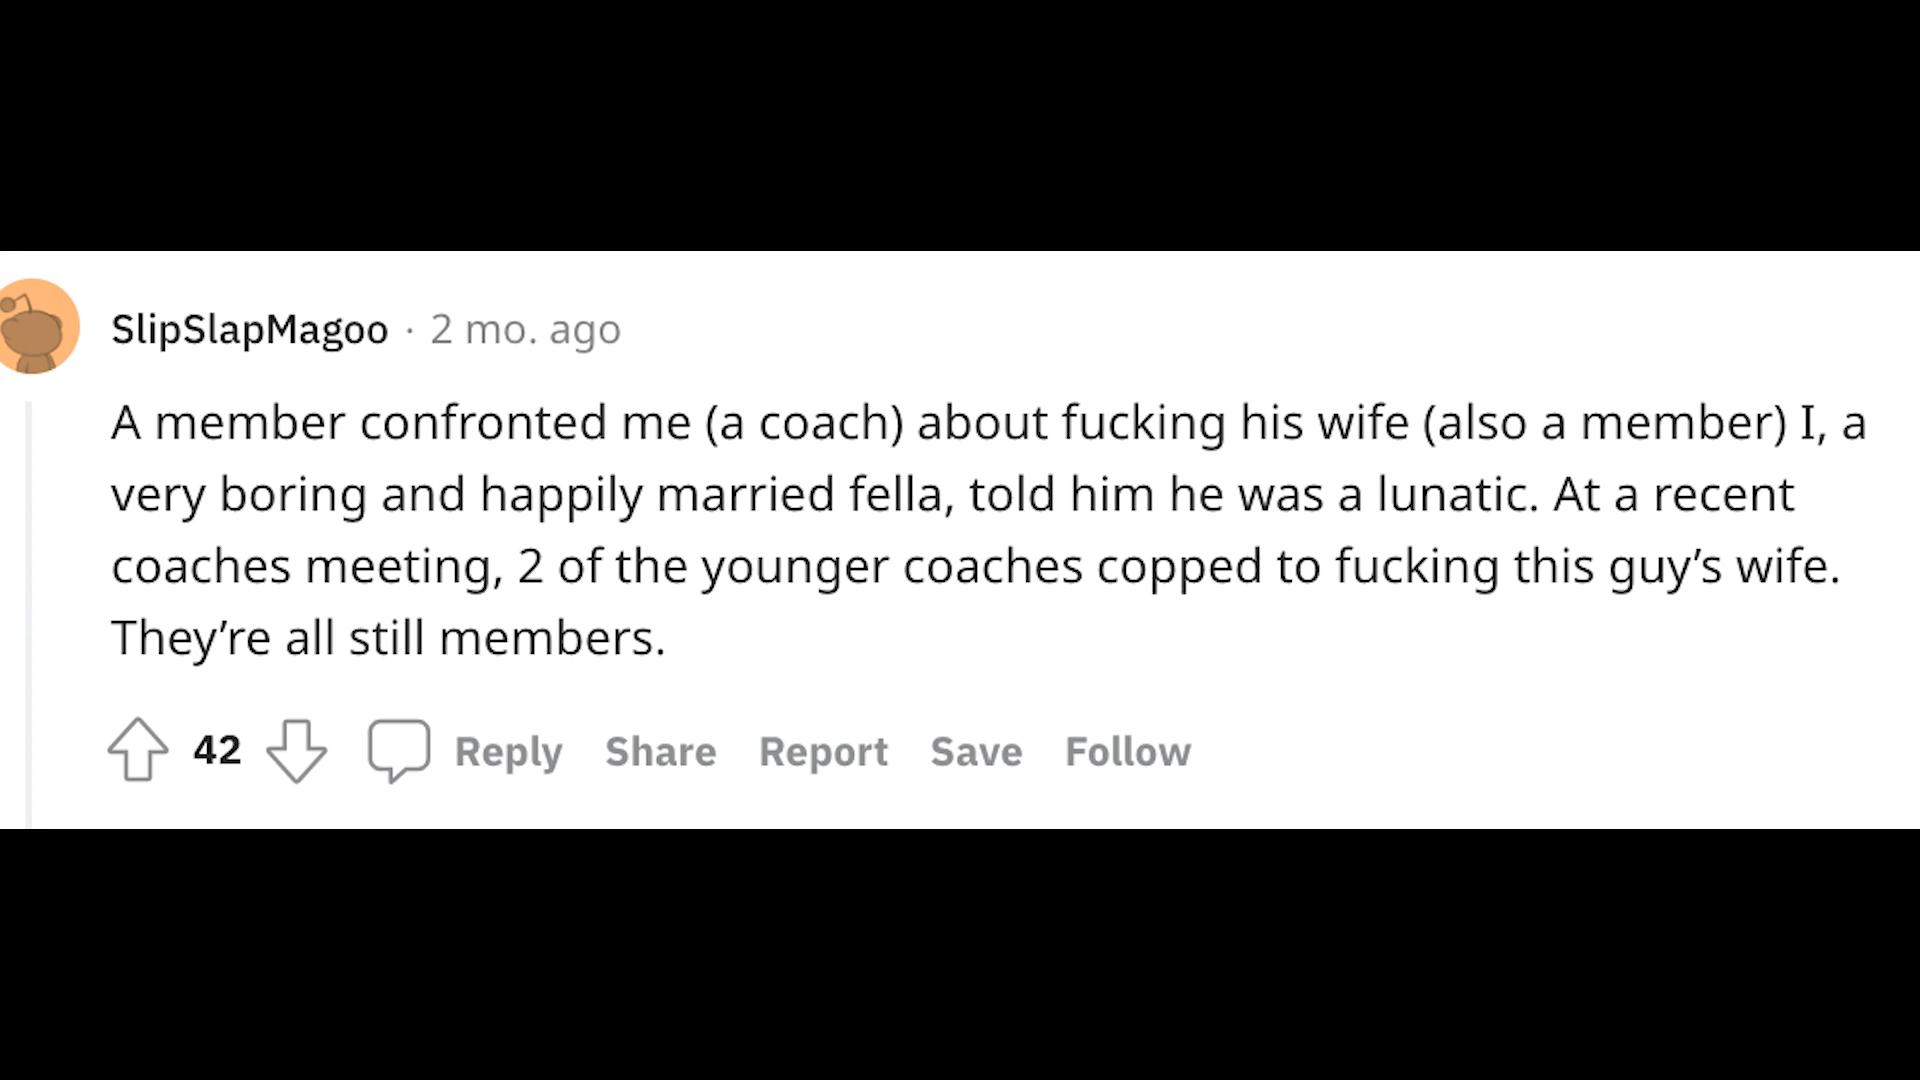 SlipSlapMagoo · 2 mo. ago
A member confronted me (a coach) about fucking his wife (also a member) I, a
very boring and happily married fella, told him he was a lunatic. At a recent
coaches meeting, 2 of the younger coaches copped to fucking this guy’s wife.
They’re all still members.
42 Reply Share Report Save Follow